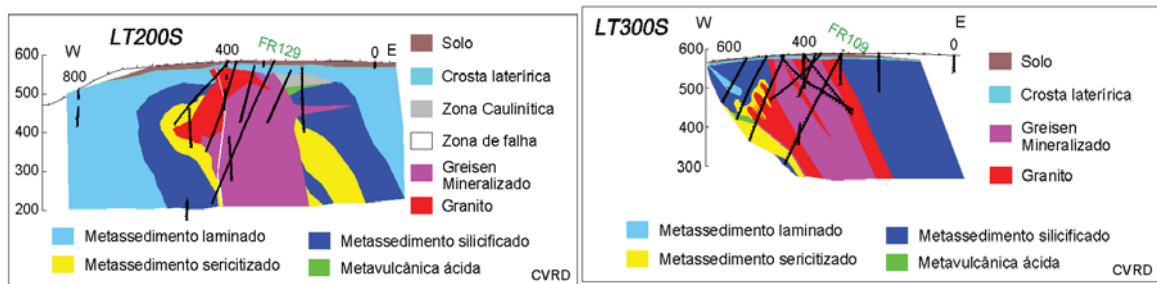 LT200S
FR129
W
800
400
0
E
600
500
400
300
200
Solo
Crosta laterírica
Zona Caulinítica
Zona de falha
Greisen
Mineralizado
Granito
Metassedimento laminado
Metassedimento silicificado
Metassedimento sericitizado
Metavulcânica ácida
CVRD
LT300S
FR109
W
600
400
0
E
600
500
400
300
Solo
Crosta laterírica
Greisen
Mineralizado
Granito
Metassedimento laminado
Metassedimento silicificado
Metassedimento sericitizado
Metavulcânica ácida
CVRD